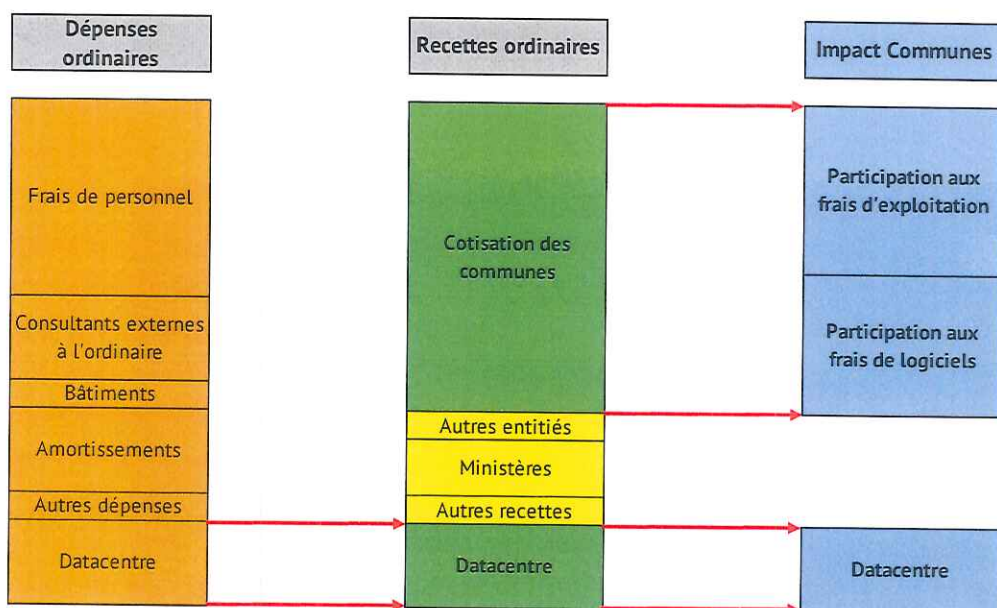 Dépenses
ordinaires
Frais de personnel
Consultants externes
à l'ordinaire
Bâtiments
Amortissements
Autres dépenses
Datacentre
Recettes ordinaires
Cotisation des
communes
Autres entitiés
Ministères
Autres recettes
Datacentre
Impact Communes
Participation aux
frais d'exploitation
Participation aux
frais de logiciels
Datacentre